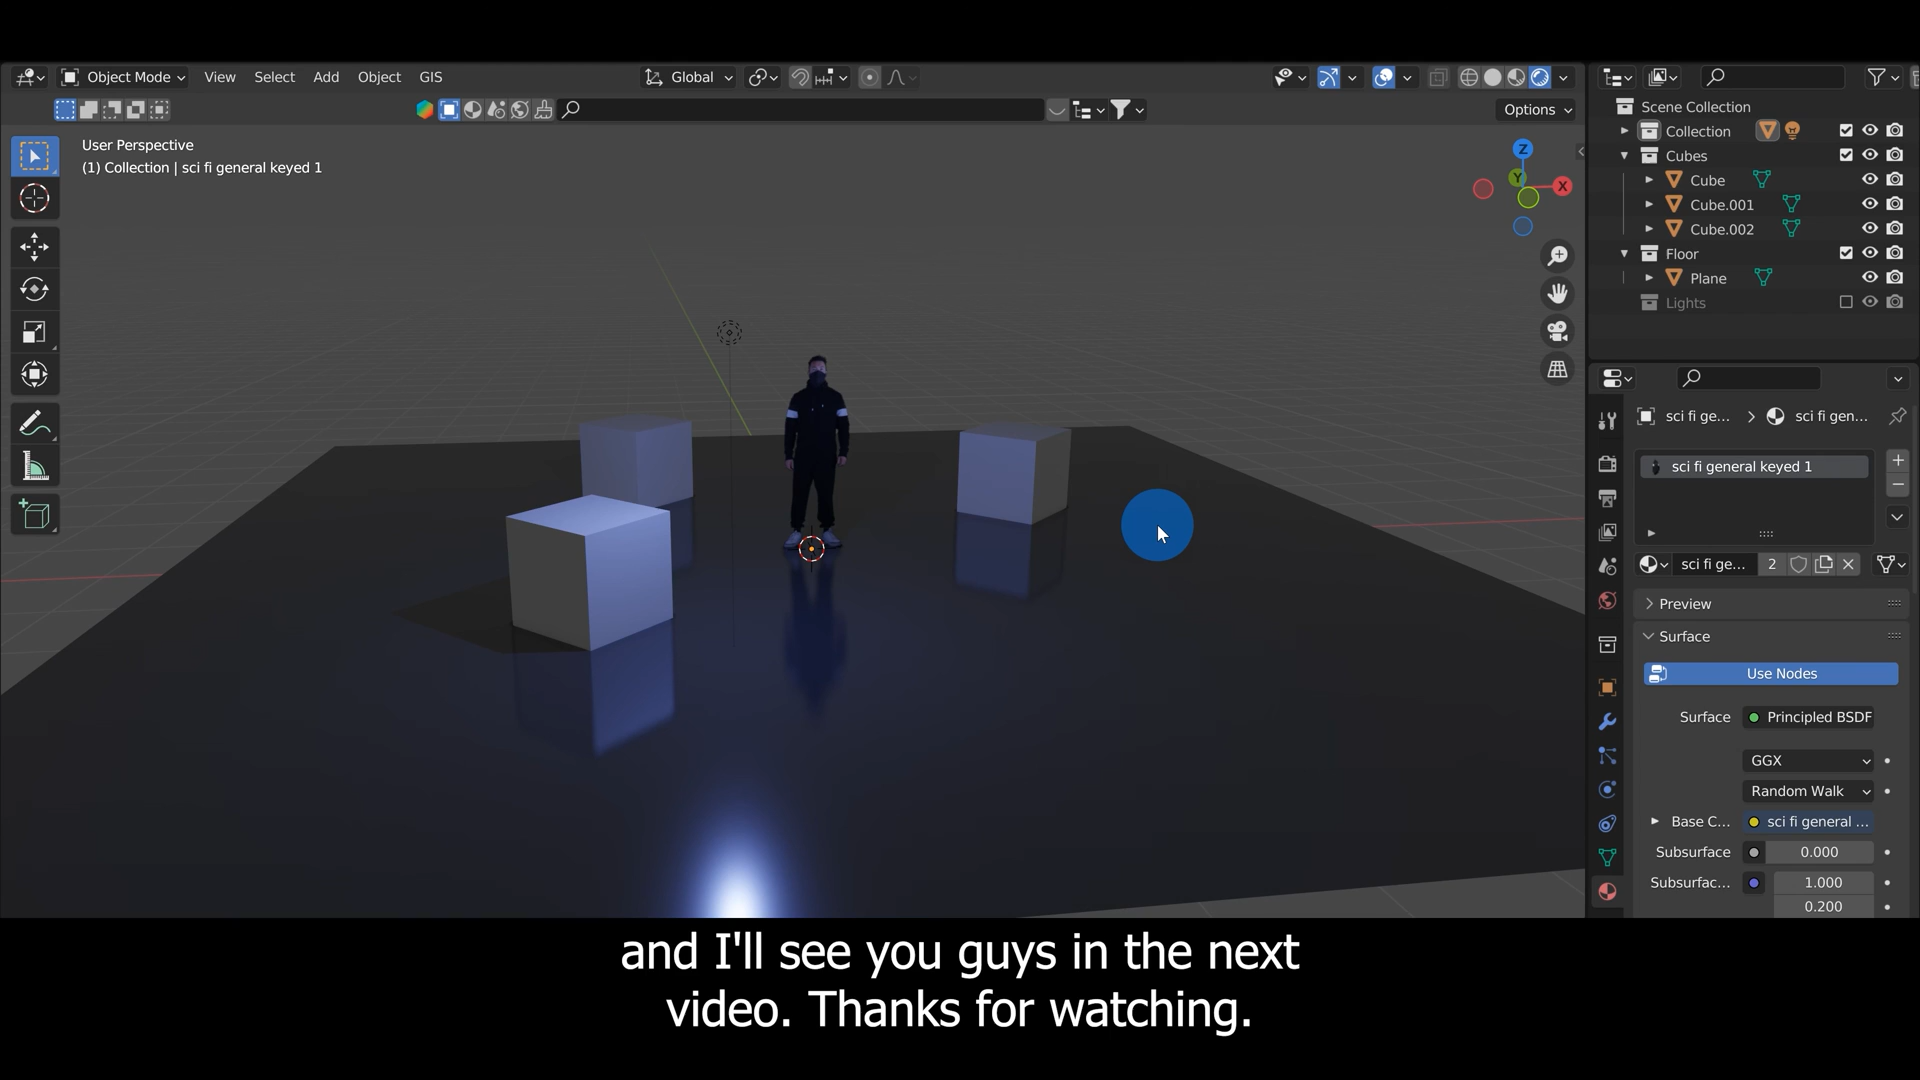 Object Mode View Select Add Object GIS Global
Options
User Perspective
(1) Collection | sci fi general keyed 1
Z
Y
X
Scene Collection
Collection
Cubes
Cube
Cube.001
Cube.002
Floor
Plane
Lights
sci fi ge... sci fi gen...
sci fi general keyed 1
sci fi ge... 2
Preview
Surface
Use Nodes
Surface Principled BSDF
GGX
Random Walk
Base C... sci fi general ...
Subsurface 0.000
Subsurfac... 1.000
0.200
and I'll see you guys in the next
video. Thanks for watching.